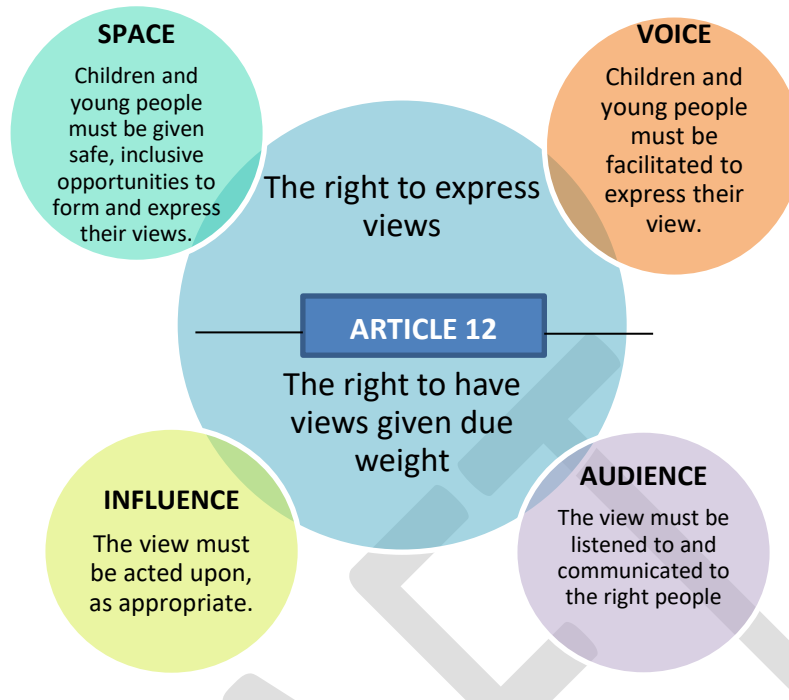 SPACE
Children and
young people
must be given
safe, inclusive
opportunities to
form and express
their views.
VOICE
Children and
young people
must be
facilitated to
express their
view.
The right to express
views
ARTICLE 12
The right to have
views given due
weight
INFLUENCE
The view must
be acted upon,
as appropriate.
AUDIENCE
The view must be
listened to and
communicated to
the right people